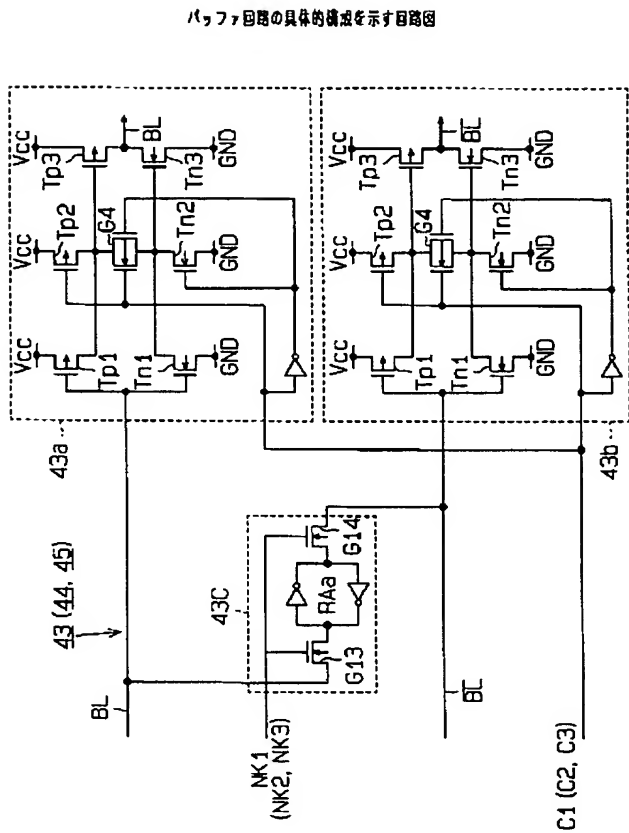 バッファ回路の具体的構成を示す回路図
Vcc
Vcc
Vcc
Tp3
Tp2
Tp1
G4
BL
Tn3
Tn2
Tn1
GND
GND
GND
43a
Vcc
Vcc
Vcc
Tp3
Tp2
Tp1
G4
B̅L̅
Tn3
Tn2
Tn1
GND
GND
GND
43b
43 (44, 45)
43C
G14
RAa
G13
BL
NK1
(NK2, NK3)
B̅L̅
C1 (C2, C3)